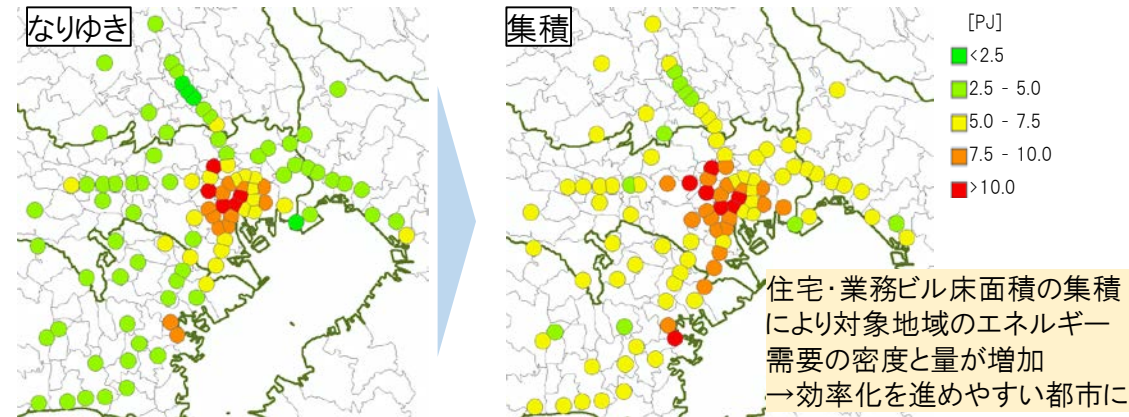 なりゆき
集積
[PJ]
<2.5
2.5 - 5.0
5.0 - 7.5
7.5 - 10.0
>10.0
住宅・業務ビル床面積の集積
により対象地域のエネルギー
需要の密度と量が増加
→効率化を進めやすい都市に